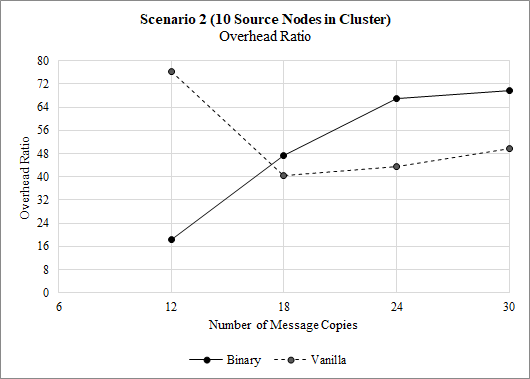 Scenario 2 (10 Source Nodes in Cluster)
Overhead Ratio
80
72
64
56
48
40
32
24
16
8
0
Overhead Ratio
6 12 18 24 30
Number of Message Copies
Binary Vanilla